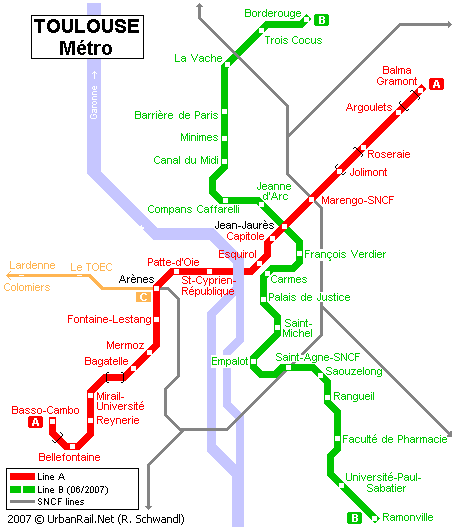 TOULOUSE
Métro
Borderouge
B
Trois Cocus
La Vache
Balma
Gramont
A
Garonne →
Argoulets
Barrière de Paris
Minimes
Roseraie
Canal du Midi
Jolimont
Jeanne
d'Arc
Marengo-SNCF
Compans Caffarelli
Jean-Jaurès
Capitole
Esquirol
François Verdier
Patte-d'Oie
Lardenne
Le TOEC
Colomiers
Arènes
C
St-Cyprien-
République
Carmes
Palais de Justice
Fontaine-Lestang
Saint-
Michel
Mermoz
Bagatelle
Empalot
Saint-Agne-SNCF
Saouzelong
Mirail-
Université
Rangueil
Basso-Cambo
A
Reynerie
Bellefontaine
Faculté de Pharmacie
Université-Paul-
Sabatier
B
Ramonville
Line A
Line B (06/2007)
SNCF lines
2007 © UrbanRail.Net (R. Schwandl)